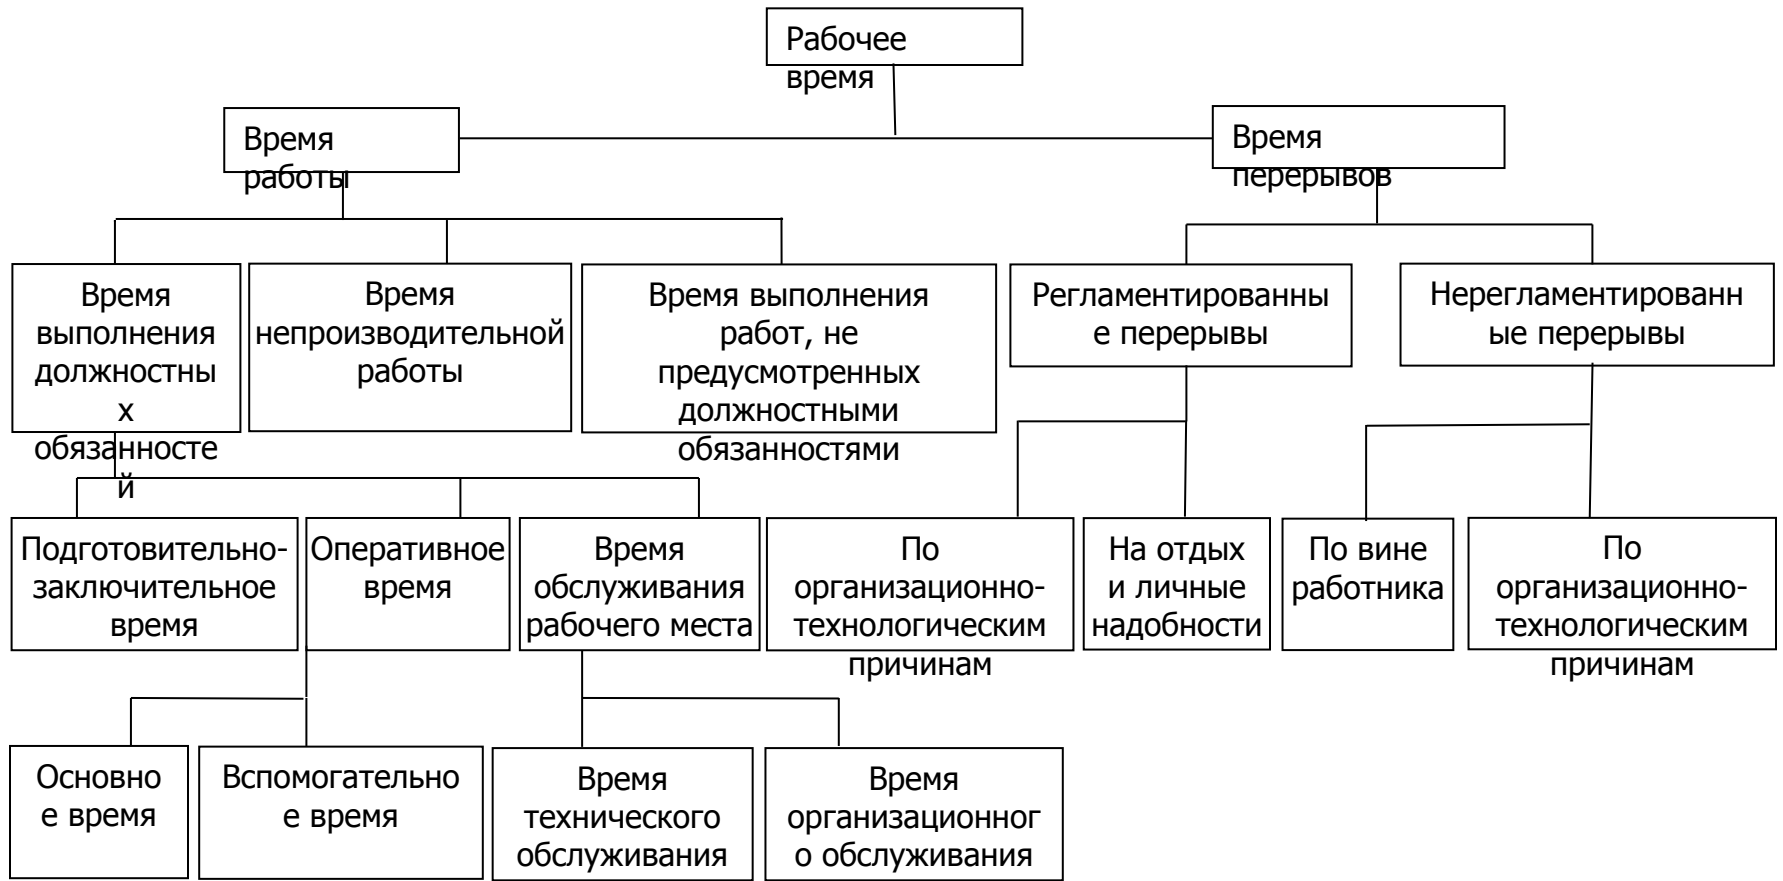 Рабочее
время
Время
работы
Время
перерывов
Время
выполнения
должностны
х
обязанносте
й
Время
непроизводительной
работы
Время выполнения
работ, не
предусмотренных
должностными
обязанностями
Регламентированны
е перерывы
Нерегламентированн
ые перерывы
Подготовительно-
заключительное
время
Оперативное
время
Время
обслуживания
рабочего места
По
организационно-
технологическим
причинам
На отдых
и личные
надобности
По вине
работника
По
организационно-
технологическим
причинам
Основно
е время
Вспомогательно
е время
Время
технического
обслуживания
Время
организационног
о обслуживания